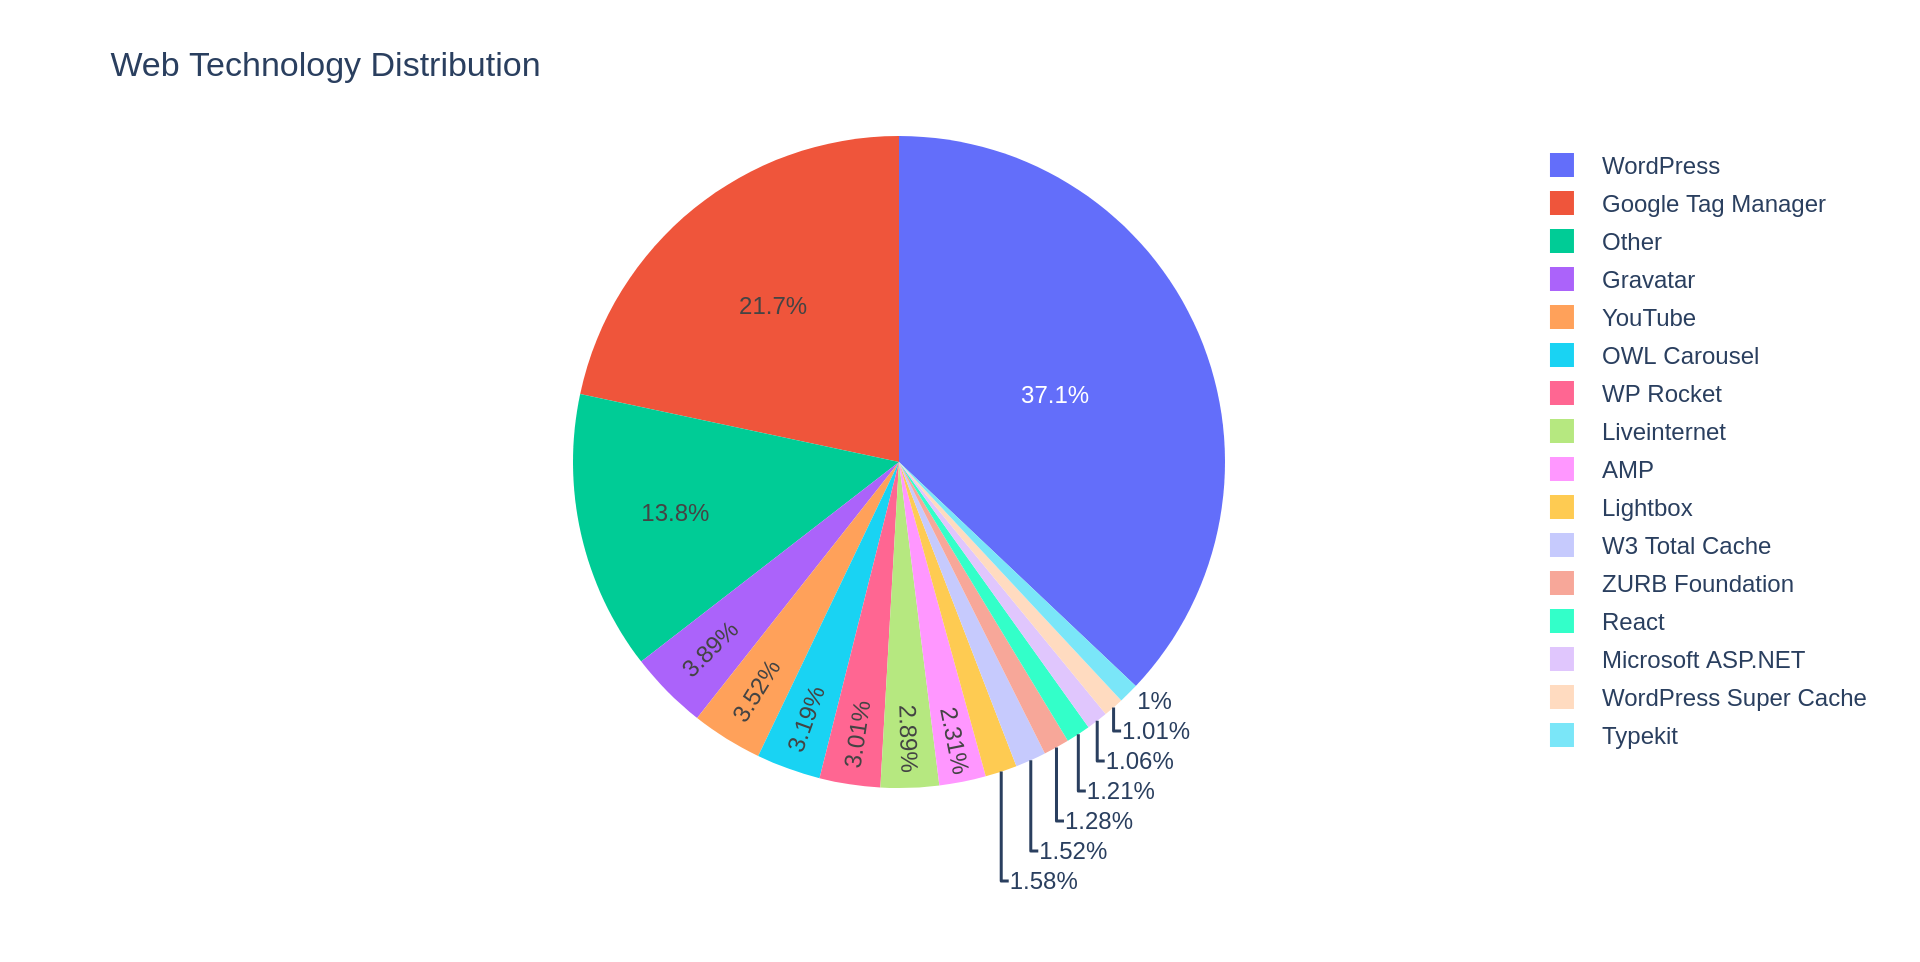 Web Technology Distribution
37.1%
21.7%
13.8%
3.89%
3.52%
3.19%
3.01%
2.89%
2.31%
1.58%
1.52%
1.28%
1.21%
1.06%
1.01%
1%
WordPress
Google Tag Manager
Other
Gravatar
YouTube
OWL Carousel
WP Rocket
Liveinternet
AMP
Lightbox
W3 Total Cache
ZURB Foundation
React
Microsoft ASP.NET
WordPress Super Cache
Typekit